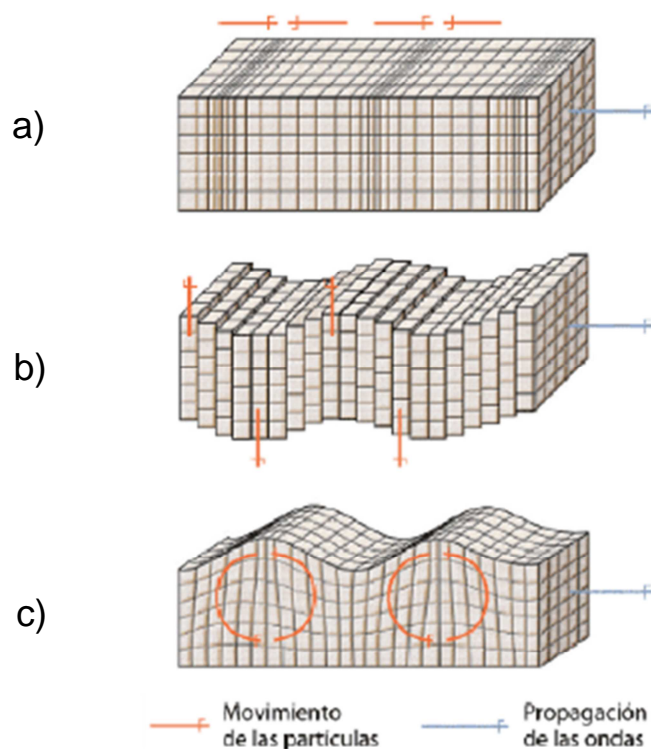 a)
b)
c)
Movimiento
de las partículas
Propagación
de las ondas